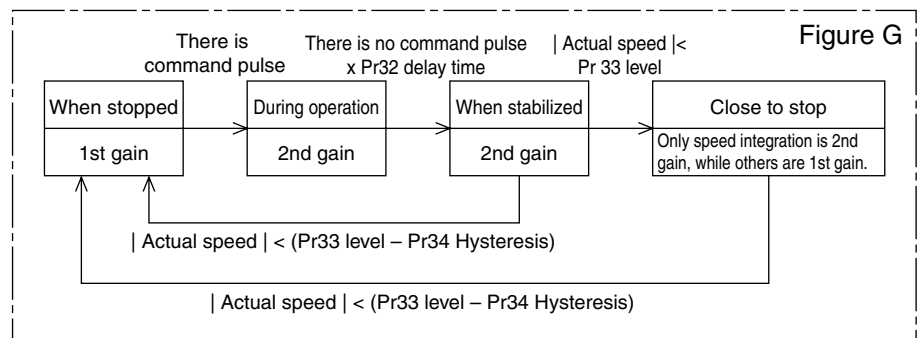 Figure G
There is
command pulse
There is no command pulse
x Pr32 delay time
| Actual speed |<
Pr 33 level
When stopped
1st gain
During operation
2nd gain
When stabilized
2nd gain
Close to stop
Only speed integration is 2nd
gain, while others are 1st gain.
| Actual speed | < (Pr33 level – Pr34 Hysteresis)
| Actual speed | < (Pr33 level – Pr34 Hysteresis)